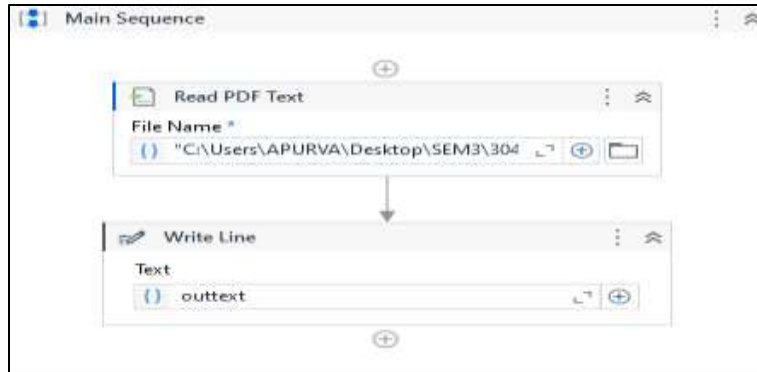 Main Sequence
Read PDF Text
File Name *
"C:\Users\APURVA\Desktop\SEM3\304
Write Line
Text
outtext